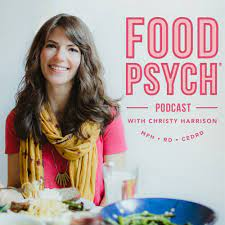 FOOD
PSYCH®
PODCAST
WITH CHRISTY HARRISON
MPH • RD • CEDRD